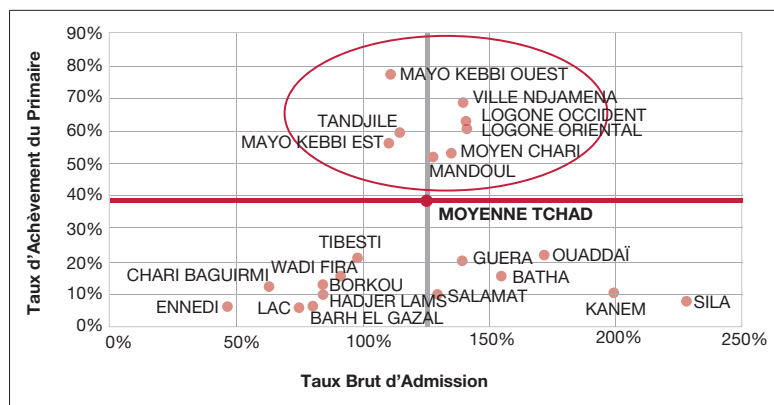 Taux d'Achèvement du Primaire
90%
80%
70%
60%
50%
40%
30%
20%
10%
0%
MAYO KEBBI OUEST
VILLE NDJAMENA
LOGONE OCCIDENT
TANDJILE
LOGONE ORIENTAL
MAYO KEBBI EST
MOYEN CHARI
MANDOUL
MOYENNE TCHAD
TIBESTI
WADI FIRA
GUERA
OUADDAÏ
CHARI BAGUIRMI
BORKOU
BATHA
HADJER LAMS
SALAMAT
ENNEDI
LAC
BARH EL GAZAL
KANEM
SILA
0%
50%
100%
150%
200%
250%
Taux Brut d'Admission